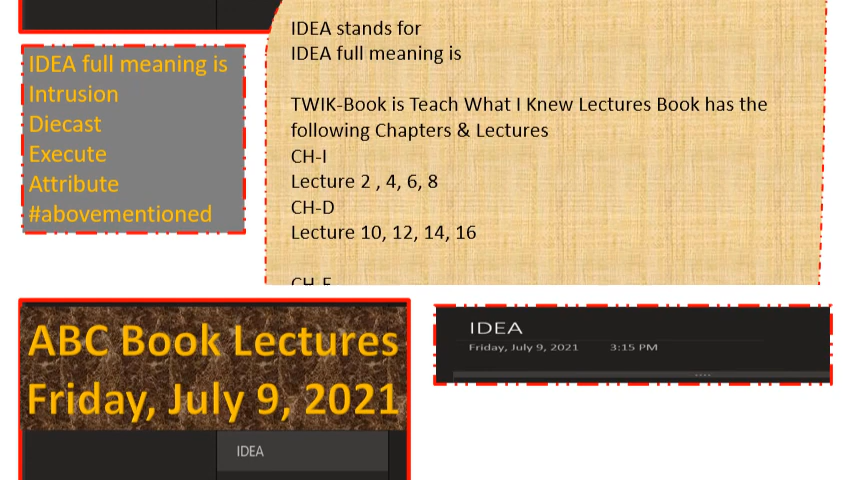 IDEA stands for
IDEA full meaning is
TWIK-Book is Teach What I Knew Lectures Book has the
following Chapters & Lectures
CH-I
Lecture 2 , 4, 6, 8
CH-D
Lecture 10, 12, 14, 16
CH-E
IDEA full meaning is
Intrusion
Diecast
Execute
Attribute
#abovementioned
ABC Book Lectures
Friday, July 9, 2021
IDEA
IDEA
Friday, July 9, 2021 3:15 PM